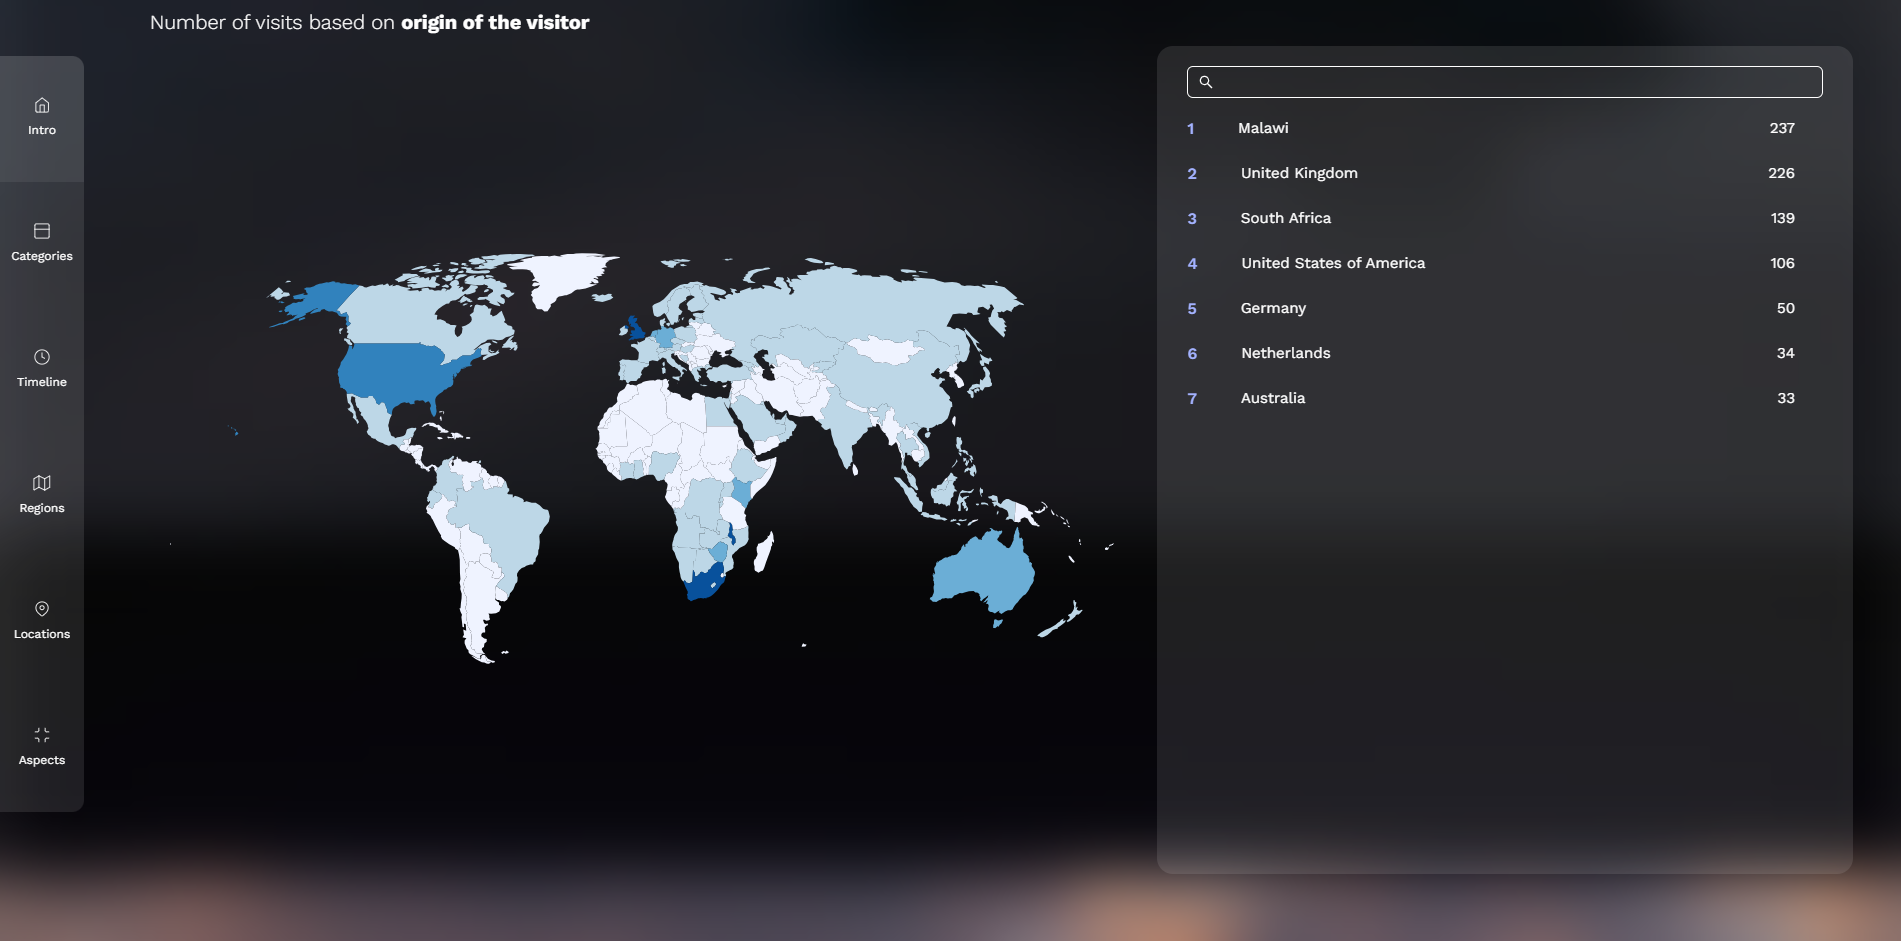 Number of visits based on origin of the visitor
Intro
Categories
Timeline
Regions
Locations
Aspects
1 Malawi 237
2 United Kingdom 226
3 South Africa 139
4 United States of America 106
5 Germany 50
6 Netherlands 34
7 Australia 33